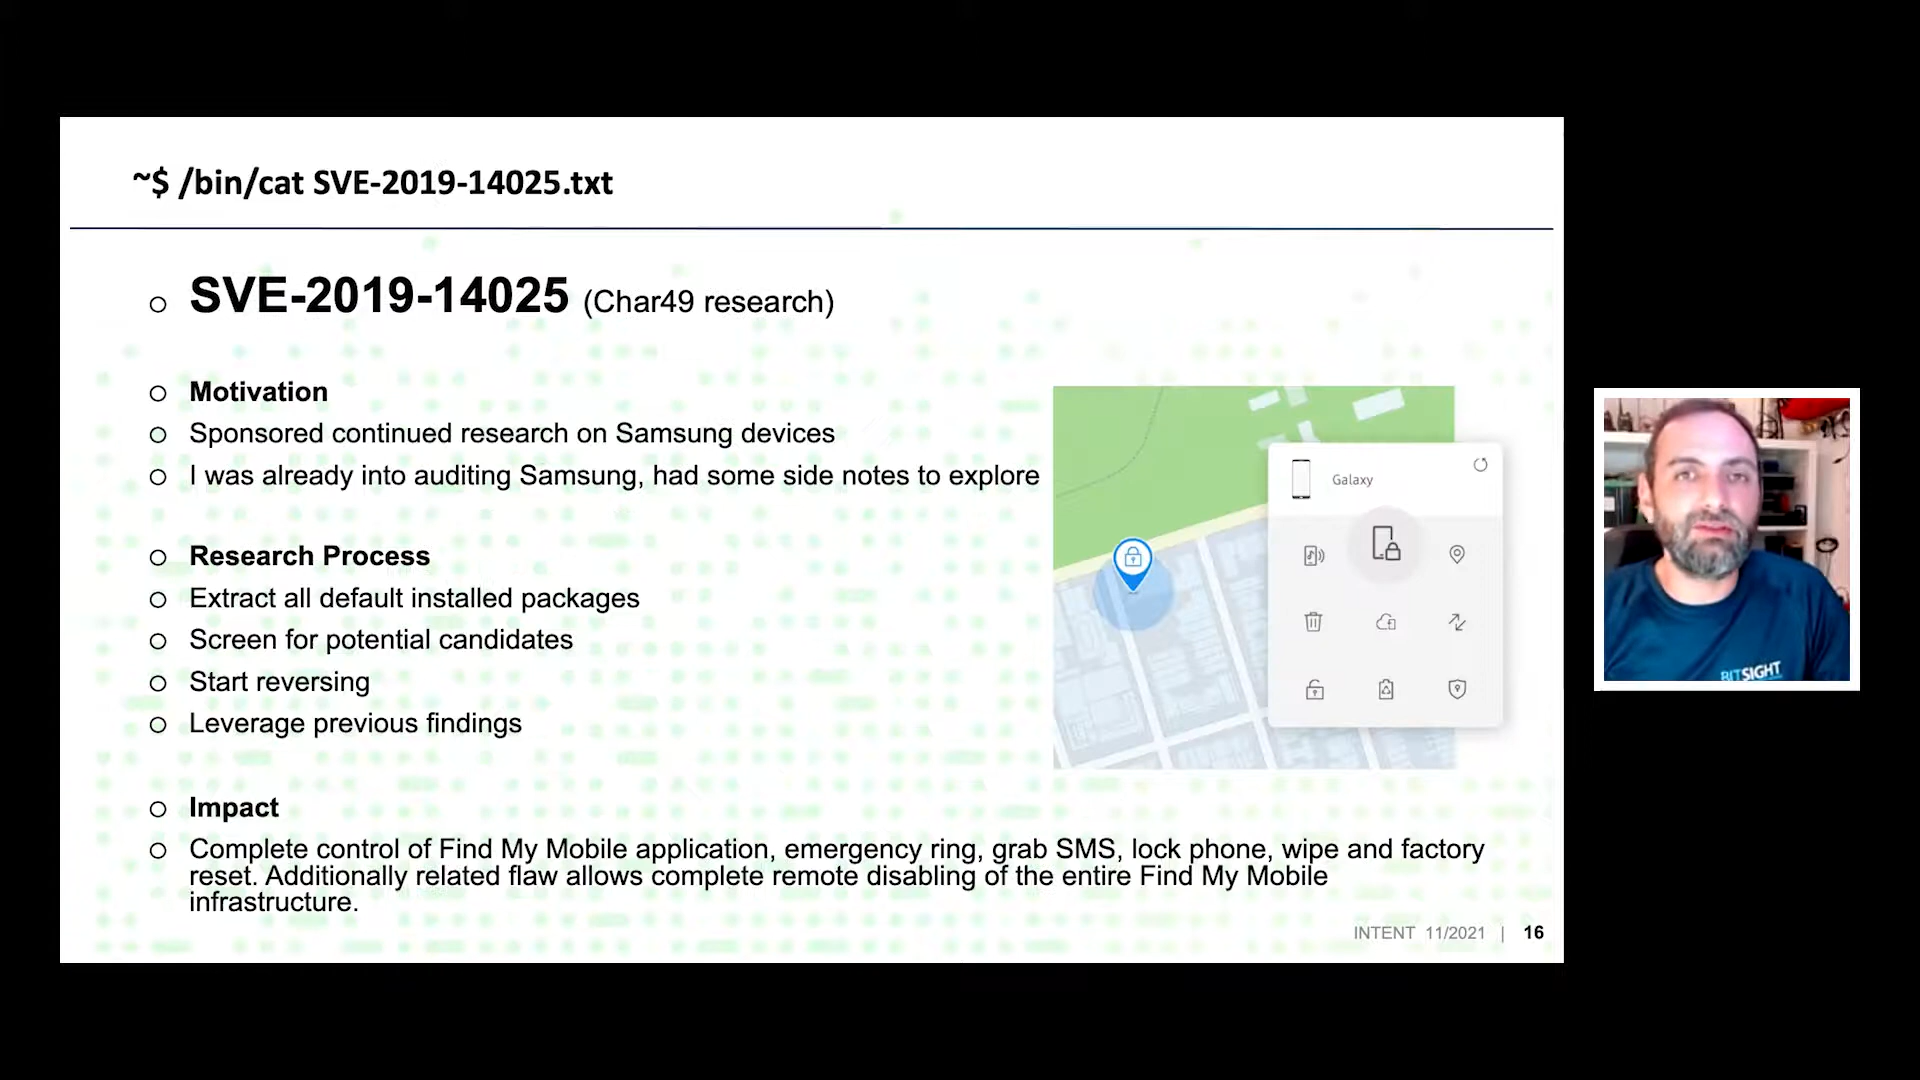 ~$ /bin/cat SVE-2019-14025.txt
SVE-2019-14025 (Char49 research)
Motivation
Sponsored continued research on Samsung devices
I was already into auditing Samsung, had some side notes to explore
Research Process
Extract all default installed packages
Screen for potential candidates
Start reversing
Leverage previous findings
Galaxy
Impact
Complete control of Find My Mobile application, emergency ring, grab SMS, lock phone, wipe and factory
reset. Additionally related flaw allows complete remote disabling of the entire Find My Mobile
infrastructure.
INTENT 11/2021 | 16
BITSIGHT